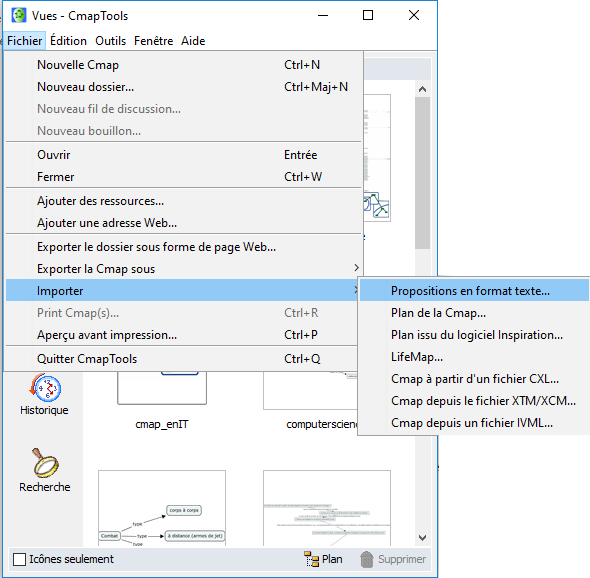 Vues - CmapTools
Fichier Édition Outils Fenêtre Aide
Nouvelle Cmap Ctrl+N
Nouveau dossier... Ctrl+Maj+N
Nouveau fil de discussion...
Nouveau bouillon...
Ouvrir Entrée
Fermer Ctrl+W
Ajouter des ressources...
Ajouter une adresse Web...
Exporter le dossier sous forme de page Web...
Exporter la Cmap sous
Importer
Propositions en format texte...
Print Cmap(s)... Ctrl+R
Plan de la Cmap...
Aperçu avant impression... Ctrl+P
Plan issu du logiciel Inspiration...
Quitter CmapTools Ctrl+Q
LifeMap...
Cmap à partir d'un fichier CXL...
Cmap depuis le fichier XTM/XCM...
Cmap depuis un fichier IVML...
Historique
cmap_enIT
computerscien
Recherche
corps à corps
type
Combat
type
à distance (armes de jet)
type
Icônes seulement
Plan
Supprimer